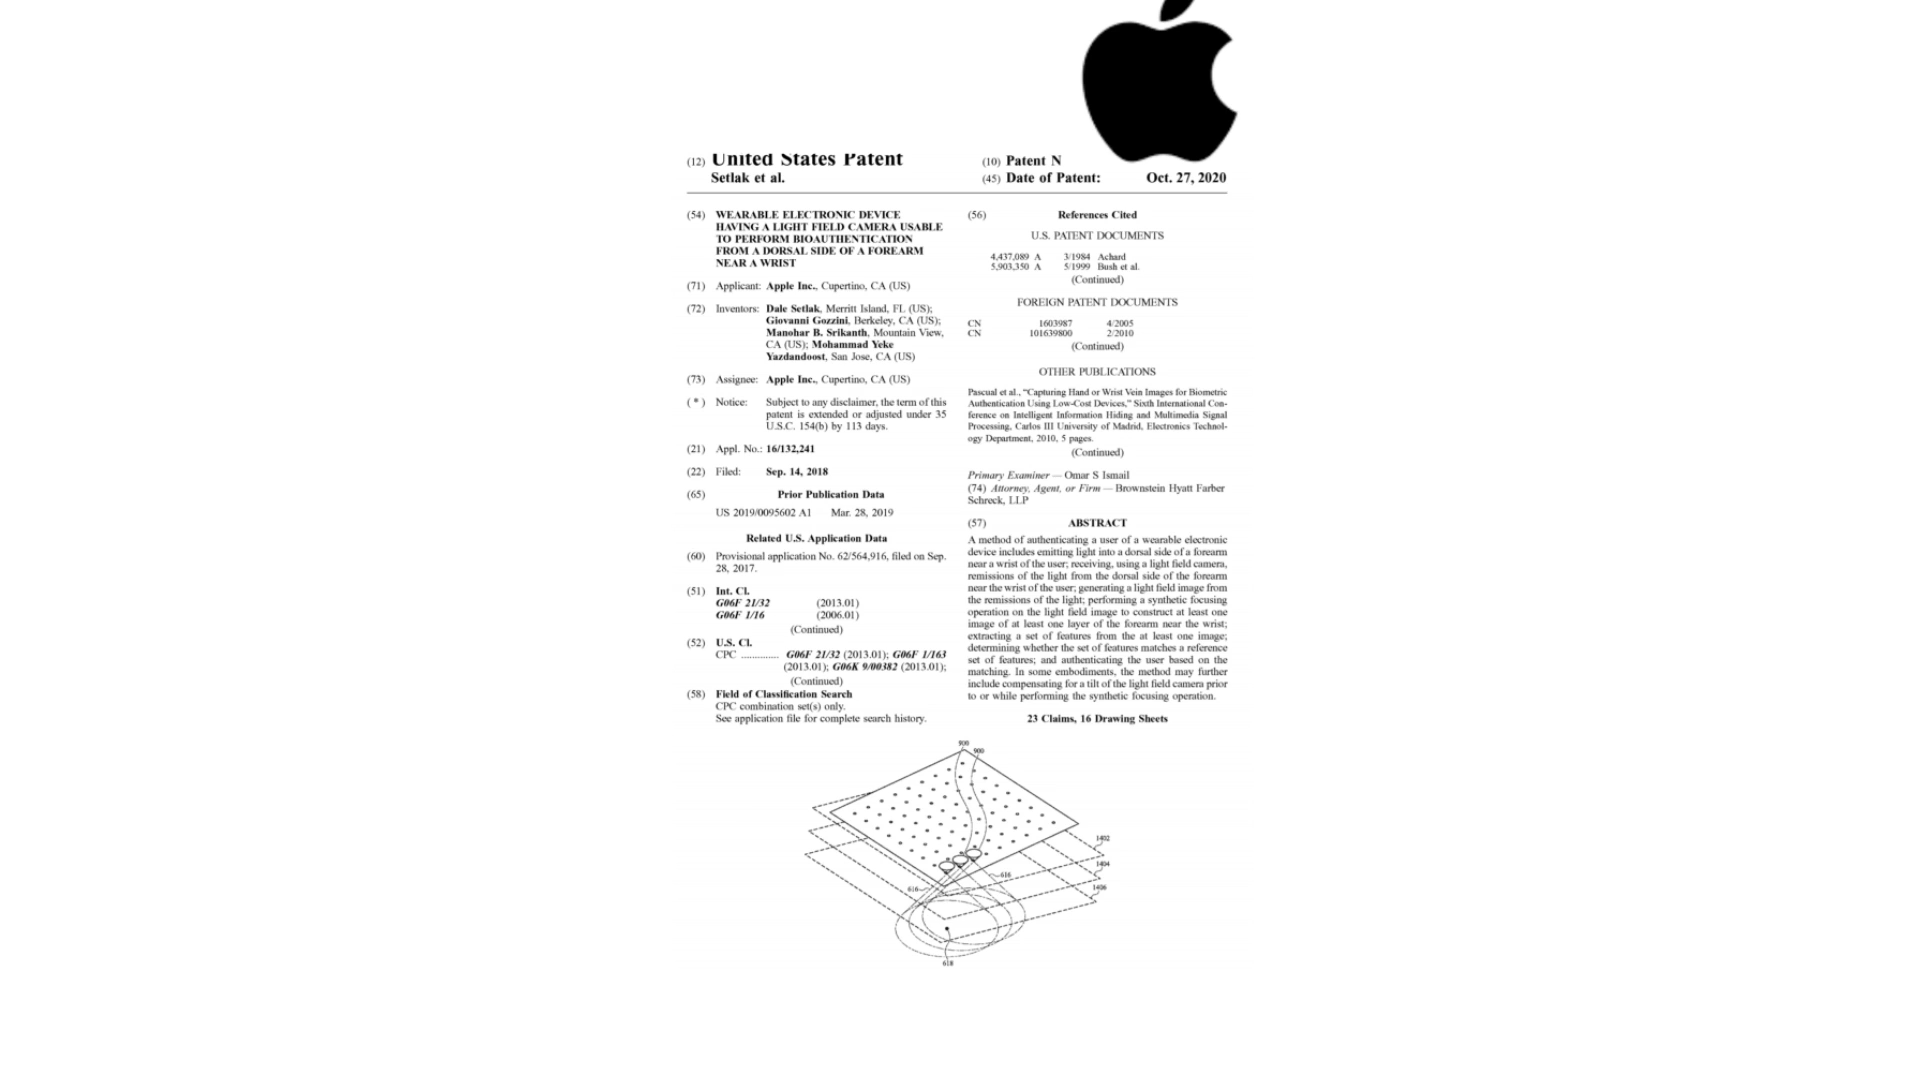 (12) United States Patent
Setlak et al.
(10) Patent N
(45) Date of Patent: Oct. 27, 2020
(54) WEARABLE ELECTRONIC DEVICE
HAVING A LIGHT FIELD CAMERA USABLE
TO PERFORM BIOAUTHENTICATION
FROM A DORSAL SIDE OF A FOREARM
NEAR A WRIST
(71) Applicant: Apple Inc., Cupertino, CA (US)
(72) Inventors: Dale Setlak, Merritt Island, FL (US);
Giovanni Gozzini, Berkeley, CA (US);
Manohar B. Srikanth, Mountain View,
CA (US); Mohammad Yeke
Yazdandoost, San Jose, CA (US)
(73) Assignee: Apple Inc., Cupertino, CA (US)
( * ) Notice: Subject to any disclaimer, the term of this
patent is extended or adjusted under 35
U.S.C. 154(b) by 113 days.
(21) Appl. No.: 16/132,241
(22) Filed: Sep. 14, 2018
(65) Prior Publication Data
US 2019/0095602 A1 Mar. 28, 2019
Related U.S. Application Data
(60) Provisional application No. 62/564,916, filed on Sep.
28, 2017.
(51) Int. Cl.
G06F 21/32 (2013.01)
G06F 1/16 (2006.01)
(Continued)
(52) U.S. Cl.
CPC .............. G06F 21/32 (2013.01); G06F 1/163
(2013.01); G06K 9/00382 (2013.01);
(Continued)
(58) Field of Classification Search
CPC combination set(s) only.
See application file for complete search history.
(56) References Cited
U.S. PATENT DOCUMENTS
4,437,089 A 3/1984 Achard
5,903,350 A 5/1999 Bush et al.
(Continued)
FOREIGN PATENT DOCUMENTS
CN 1603987 4/2005
CN 101639800 2/2010
(Continued)
OTHER PUBLICATIONS
Pascual et al., “Capturing Hand or Wrist Vein Images for Biometric
Authentication Using Low-Cost Devices,” Sixth International Con-
ference on Intelligent Information Hiding and Multimedia Signal
Processing, Carlos III University of Madrid, Electronics Technol-
ogy Department, 2010, 5 pages.
(Continued)
Primary Examiner — Omar S Ismail
(74) Attorney, Agent, or Firm — Brownstein Hyatt Farber
Schreck, LLP
(57) ABSTRACT
A method of authenticating a user of a wearable electronic
device includes emitting light into a dorsal side of a forearm
near a wrist of the user; receiving, using a light field camera,
remissions of the light from the dorsal side of the forearm
near the wrist of the user; generating a light field image from
the remissions of the light; performing a synthetic focusing
operation on the light field image to construct at least one
image of at least one layer of the forearm near the wrist;
extracting a set of features from the at least one image;
determining whether the set of features matches a reference
set of features; and authenticating the user based on the
matching. In some embodiments, the method may further
include compensating for a tilt of the light field camera prior
to or while performing the synthetic focusing operation.
23 Claims, 16 Drawing Sheets
900
900
1402
1404
616
1406
616
618